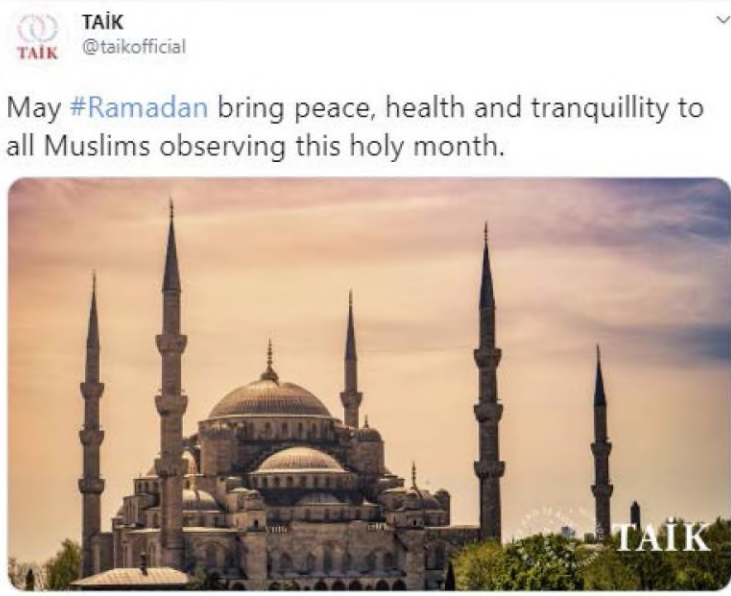 TAİK
TAİK
@taikofficial
May #Ramadan bring peace, health and tranquillity to
all Muslims observing this holy month.
TAİK